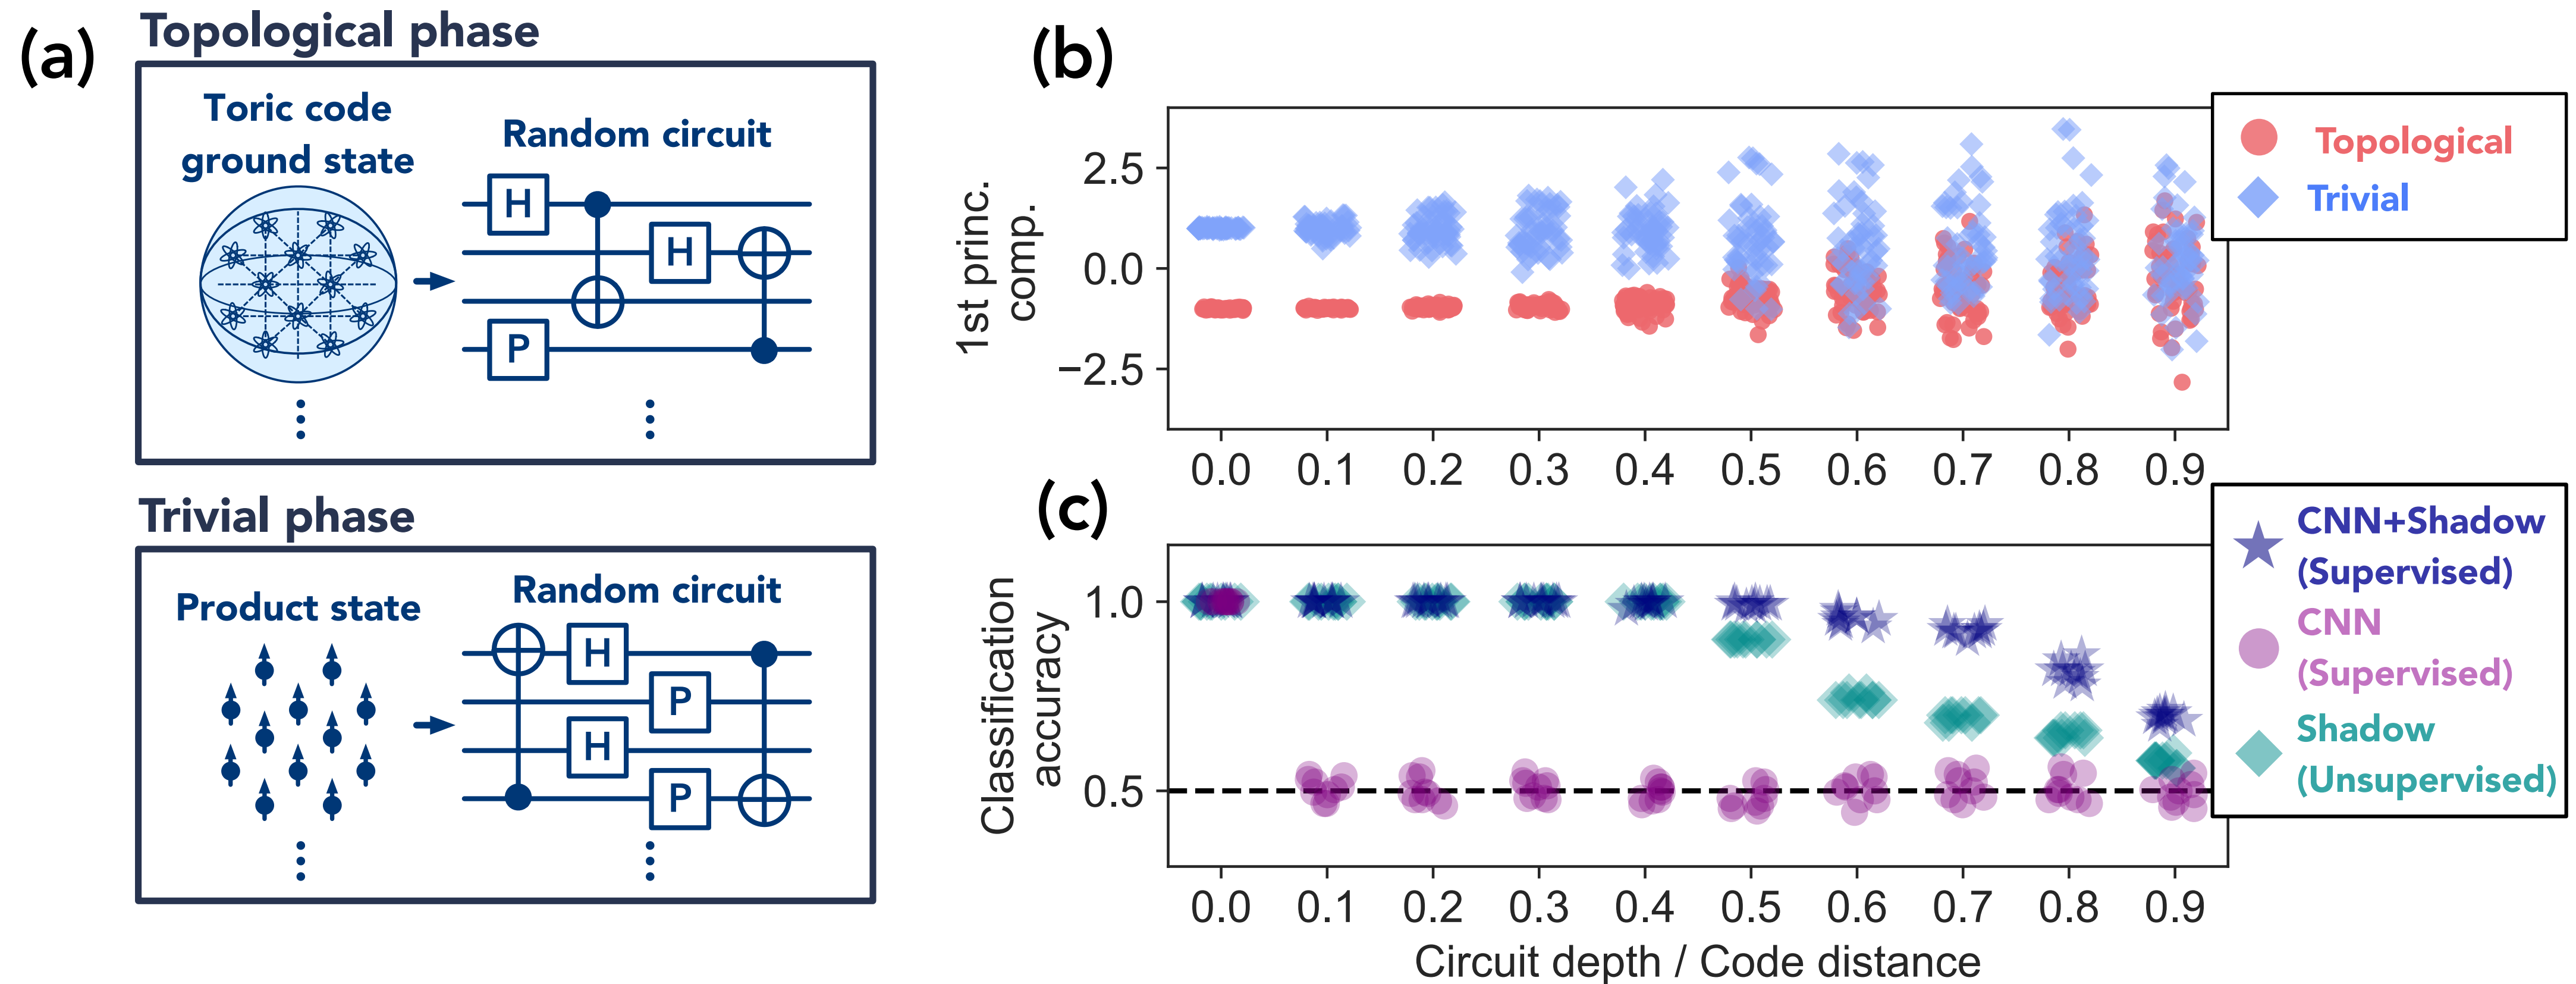 (a)
Topological phase
Toric code
ground state
Random circuit
H
H
P
Trivial phase
Product state
Random circuit
H
P
H
P
(b)
1st princ.
comp.
2.5
0.0
−2.5
0.0 0.1 0.2 0.3 0.4 0.5 0.6 0.7 0.8 0.9
Topological
Trivial
(c)
Classification
accuracy
1.0
0.5
0.0 0.1 0.2 0.3 0.4 0.5 0.6 0.7 0.8 0.9
Circuit depth / Code distance
CNN+Shadow
(Supervised)
CNN
(Supervised)
Shadow
(Unsupervised)